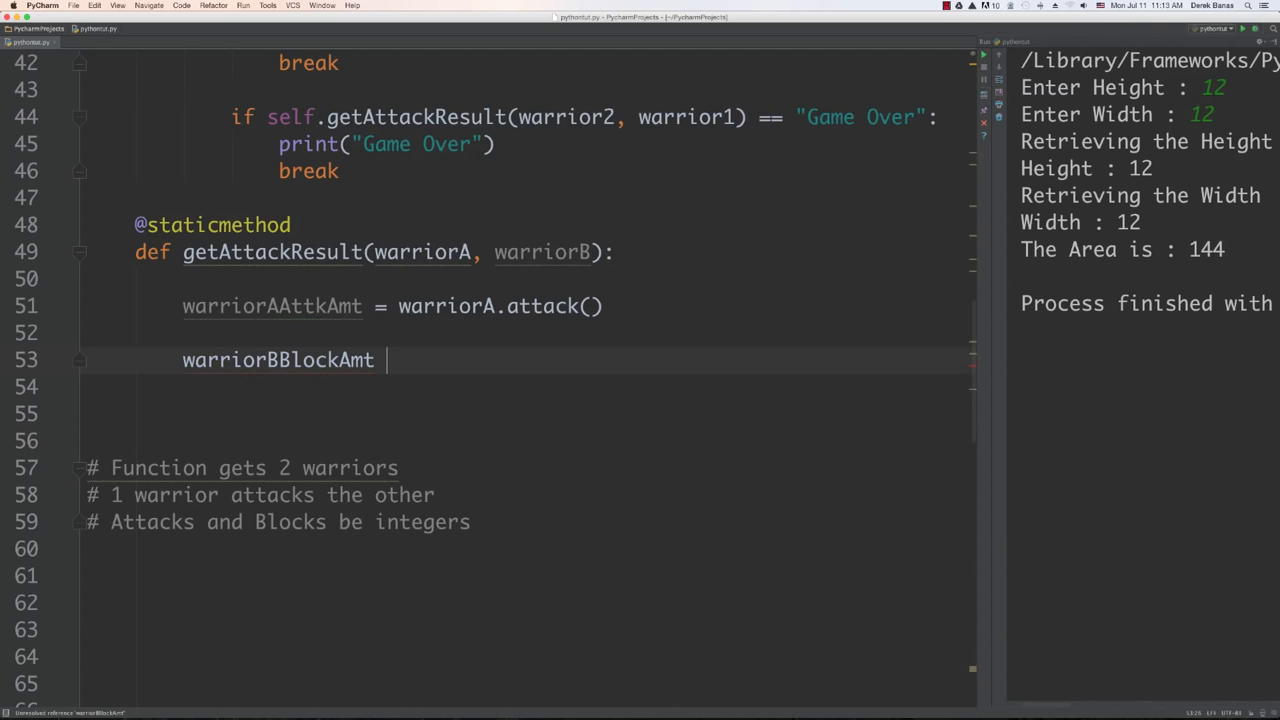 PyCharm File Edit View Navigate Code Refactor Run Tools VCS Window Help 10 Mon Jul 11 11:13 AM Derek Banas
pythontut.py - PycharmProjects - [~/PycharmProjects]
PycharmProjects pythontut.py pythontut
pythontut.py × Run: pythontut
42 break
43
44 if self.getAttackResult(warrior2, warrior1) == "Game Over":
45 print("Game Over")
46 break
47
48 @staticmethod
49 def getAttackResult(warriorA, warriorB):
50
51 warriorAAttkAmt = warriorA.attack()
52
53 warriorBBlockAmt
54
55
56
57 # Function gets 2 warriors
58 # 1 warrior attacks the other
59 # Attacks and Blocks be integers
60
61
62
63
64
65
/Library/Frameworks/Py
Enter Height : 12
Enter Width : 12
Retrieving the Height
Height : 12
Retrieving the Width
Width : 12
The Area is : 144
Process finished with
Unresolved reference 'warriorBBlockAmt' 53:26 LF÷ UTF-8÷